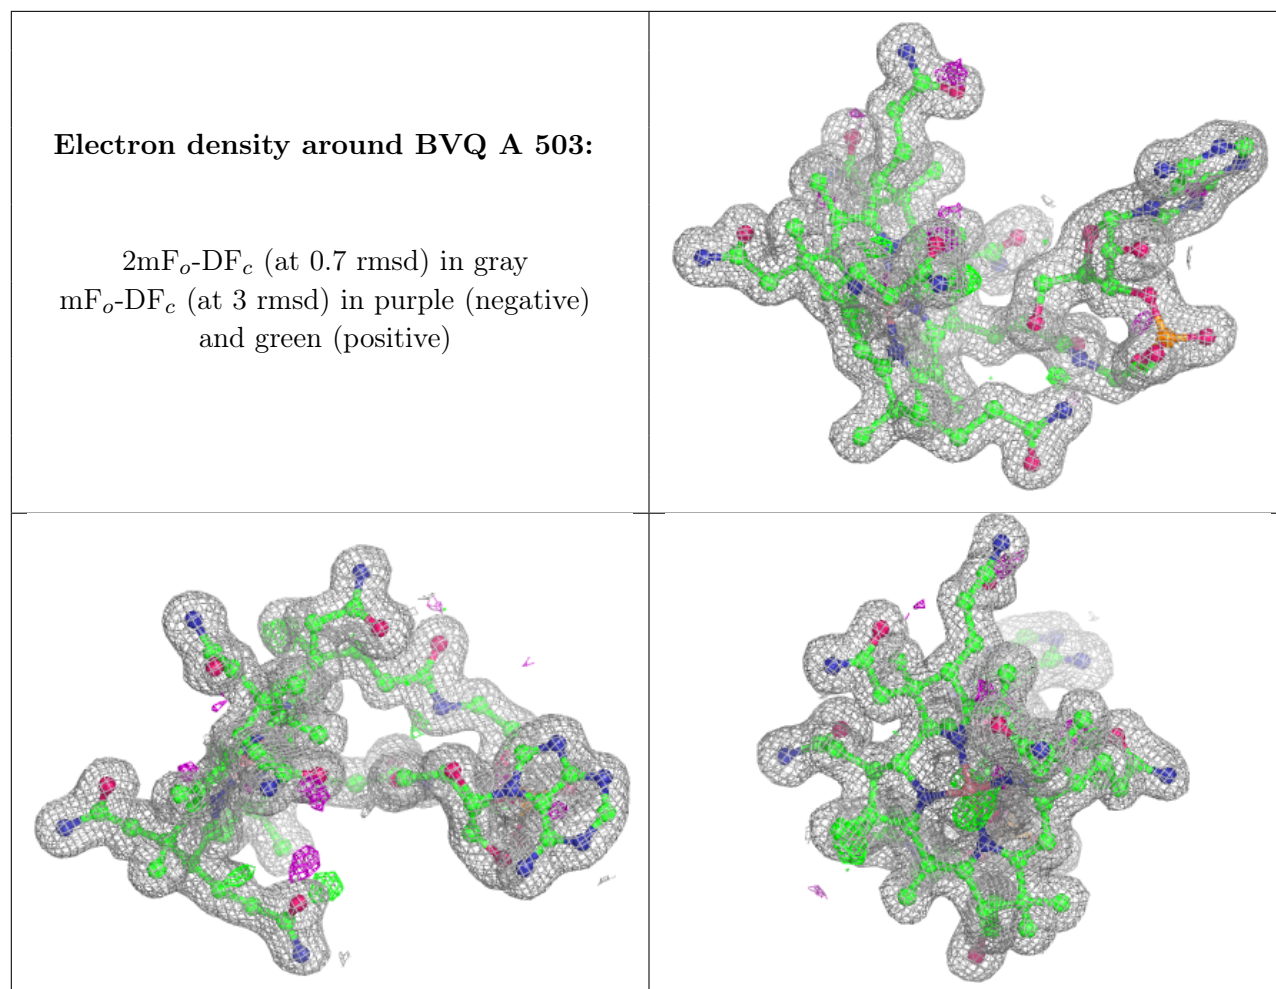 Electron density around BVQ A 503:
2mFo-DFc (at 0.7 rmsd) in gray
mFo-DFc (at 3 rmsd) in purple (negative)
and green (positive)